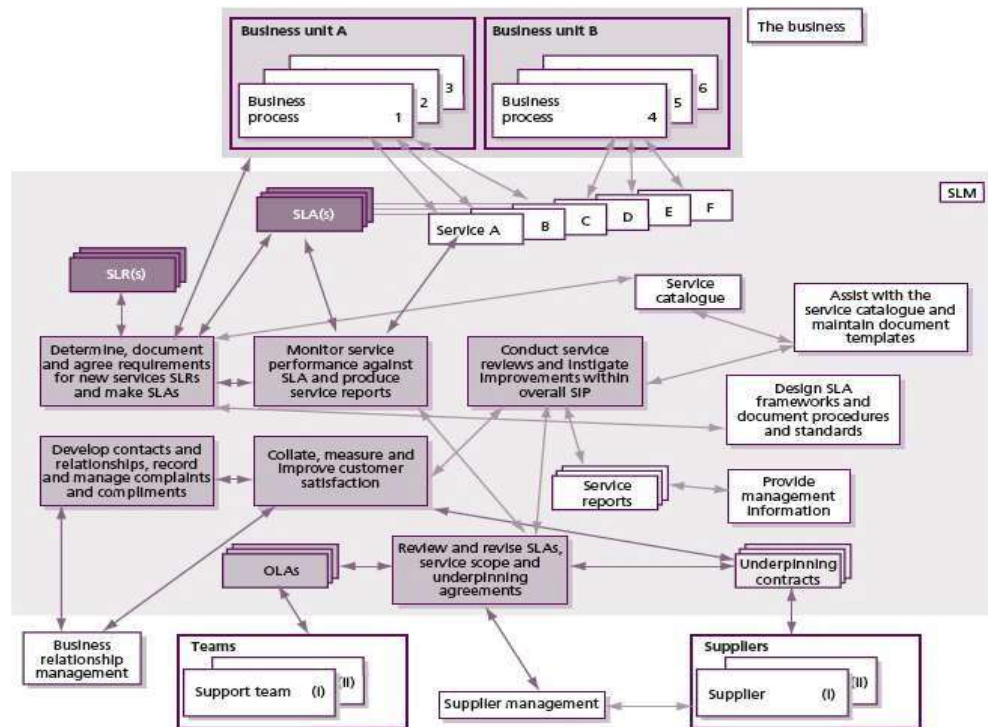 Business unit A
Business unit B
The business
3
2
Business
process
1
6
5
Business
process
4
SLM
SLA(s)
Service A
B
C
D
E
F
SLR(s)
Service
catalogue
Assist with the
service catalogue and
maintain document
templates
Determine, document
and agree requirements
for new services SLRs
and make SLAs
Monitor service
performance against
SLA and produce
service reports
Conduct service
reviews and instigate
improvements within
overall SIP
Design SLA
frameworks and
document procedures
and standards
Develop contacts and
relationships, record
and manage complaints
and compliments
Collate, measure and
improve customer
satisfaction
Service
reports
Provide
management
information
OLAs
Review and revise SLAs,
service scope and
underpinning
agreements
Underpinning
contracts
Business
relationship
management
Teams
(II)
Support team (I)
Supplier management
Suppliers
(II)
Supplier (I)